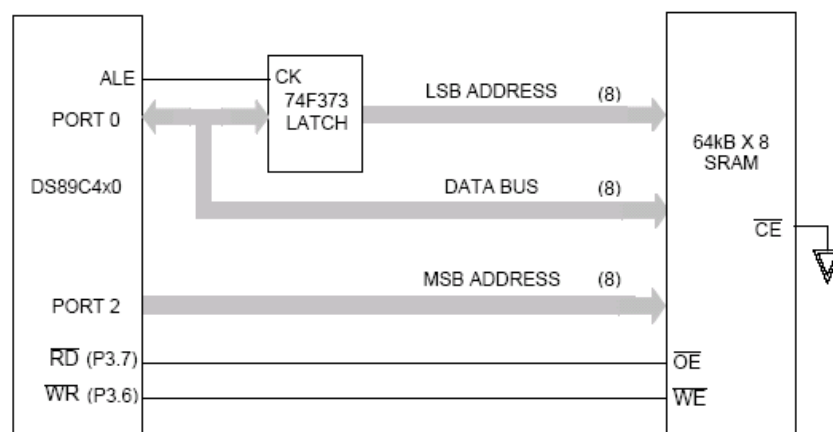 ALE
CK
74F373
LATCH
LSB ADDRESS (8)
PORT 0
64kB X 8
SRAM
DS89C4x0
DATA BUS (8)
CE
MSB ADDRESS (8)
PORT 2
RD (P3.7)
OE
WR (P3.6)
WE